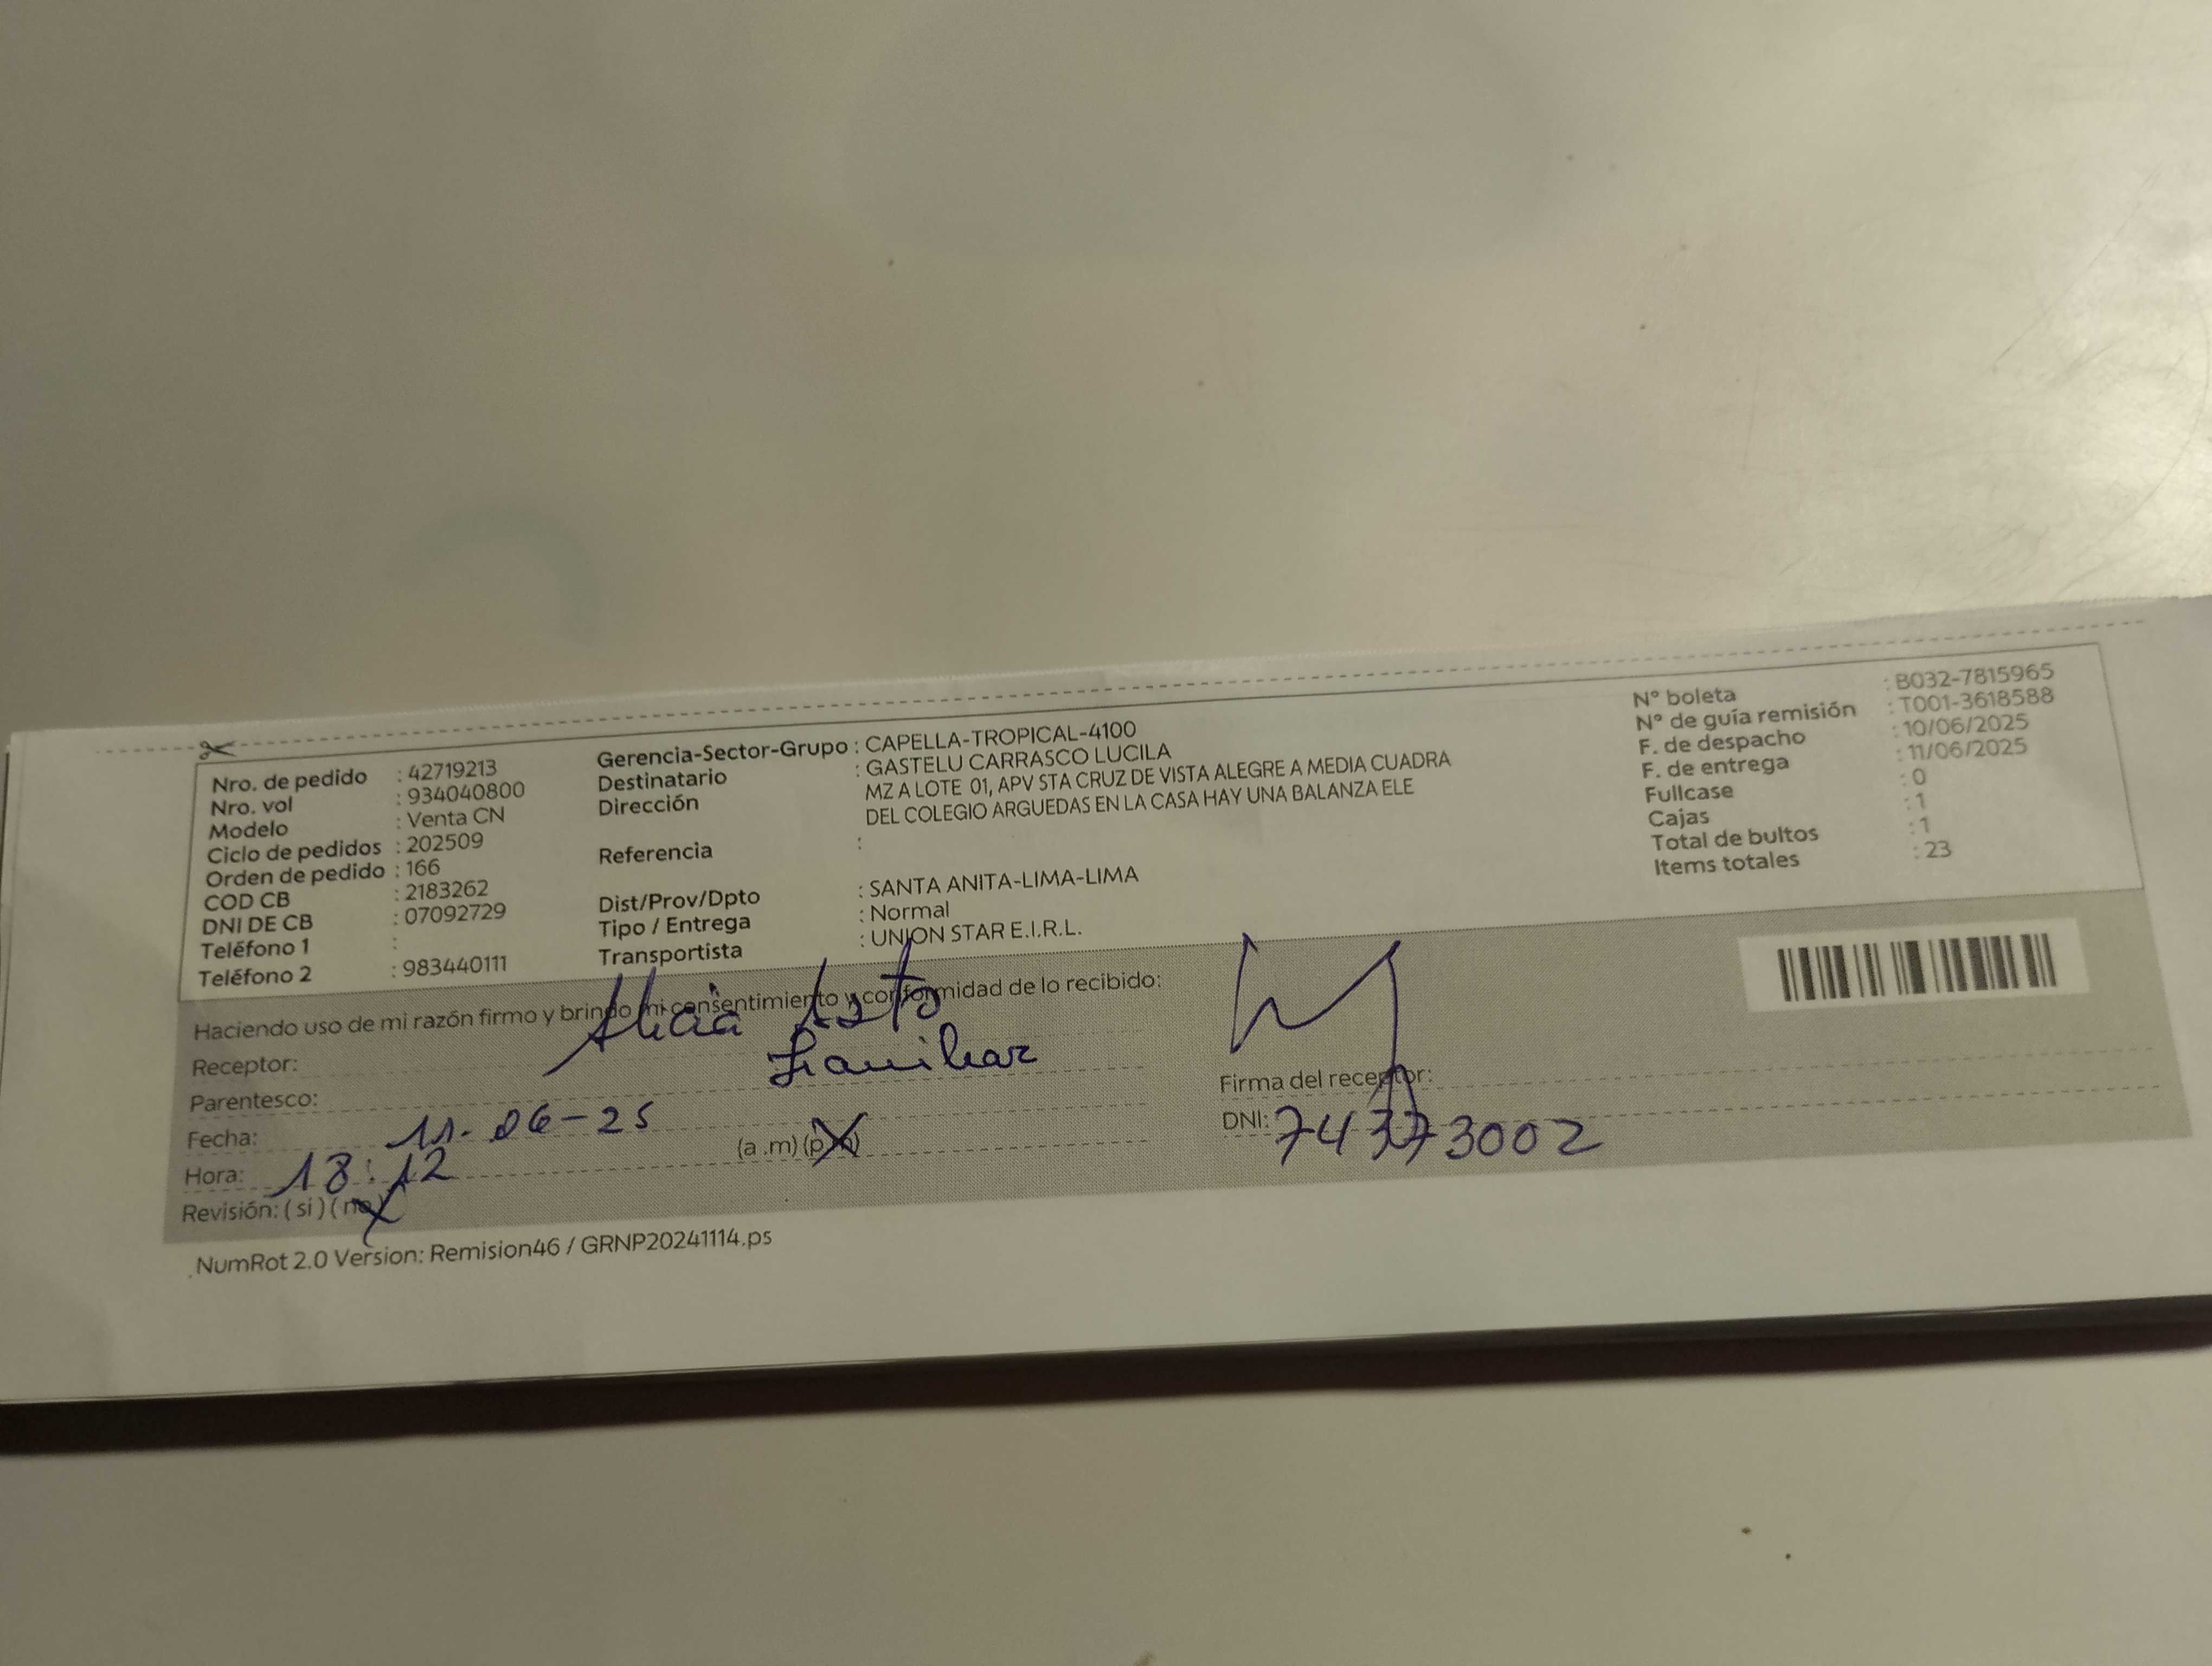 Nro. de pedido : 42719213
Nro. vol : 934040800
Modelo : Venta CN
Ciclo de pedidos : 202509
Orden de pedido : 166
COD CB : 2183262
DNI DE CB : 07092729
Teléfono 1 :
Teléfono 2 : 983440111
Gerencia-Sector-Grupo : CAPELLA-TROPICAL-4100
Destinatario : GASTELU CARRASCO LUCILA
Dirección MZ A LOTE 01, APV STA CRUZ DE VISTA ALEGRE A MEDIA CUADRA
DEL COLEGIO ARGUEDAS EN LA CASA HAY UNA BALANZA ELE
Referencia :
Dist/Prov/Dpto : SANTA ANITA-LIMA-LIMA
Tipo / Entrega : Normal
Transportista : UNION STAR E.I.R.L.
N° boleta : B032-7815965
N° de guía remisión : T001-3618588
F. de despacho : 10/06/2025
F. de entrega : 11/06/2025
Fullcase : 0
Cajas : 1
Total de bultos : 1
Items totales : 23
Haciendo uso de mi razón firmo y brindo mi consentimiento y conformidad de lo recibido:
Receptor: Alicia Asto
Parentesco: Familiar
Fecha: 11-06-25
Hora: 18:12 (a .m) (p.m)
Revisión: ( si ) ( no )
Firma del receptor:
DNI:
NumRot 2.0 Version: Remision46 / GRNP20241114.ps